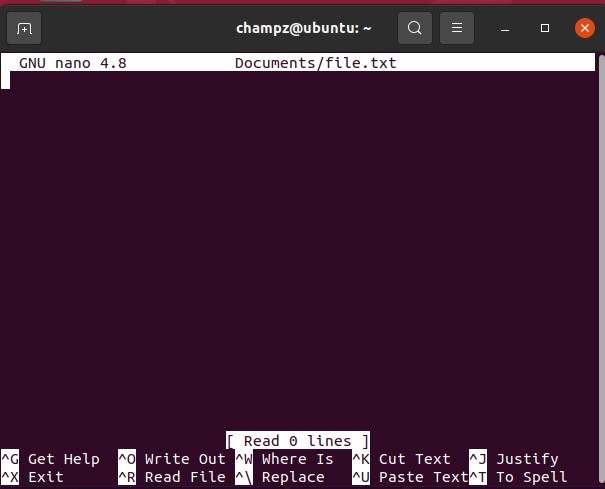 champz@ubuntu: ~
GNU nano 4.8 Documents/file.txt
[ Read 0 lines ]
^G Get Help ^O Write Out ^W Where Is ^K Cut Text ^J Justify
^X Exit ^R Read File ^\ Replace ^U Paste Text ^T To Spell